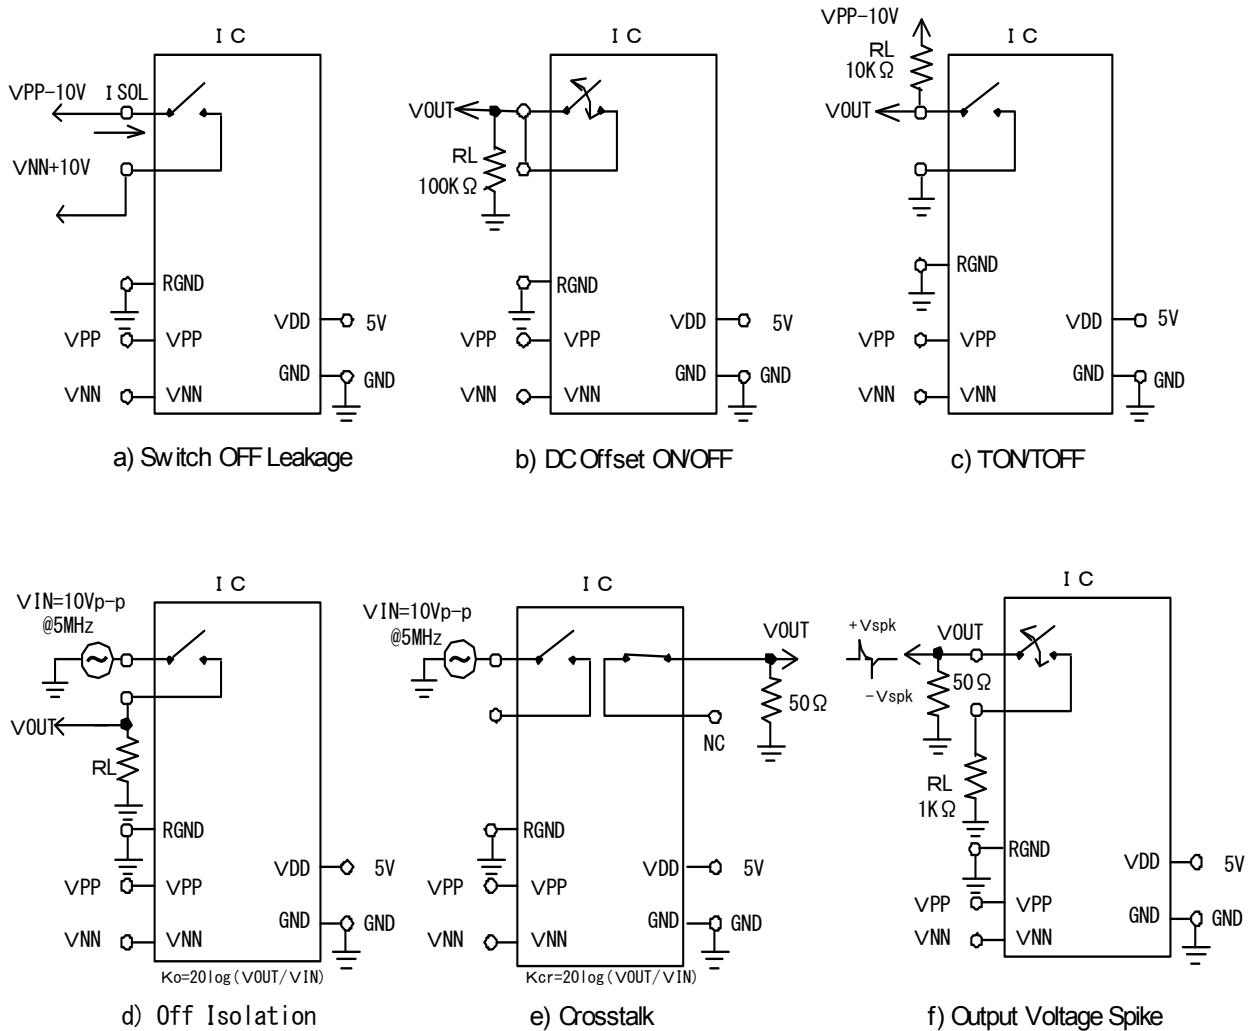 IC
VPP-10V
ISOL
VNN+10V
RGND
VDD
5V
VPP
VPP
GND
GND
VNN
VNN
a) Switch OFF Leakage
IC
VOUT
RL
100KΩ
RGND
VDD
5V
VPP
VPP
GND
GND
VNN
VNN
b) DC Offset ON/OFF
VPP-10V
IC
RL
10KΩ
VOUT
RGND
VDD
5V
VPP
VPP
GND
GND
VNN
VNN
c) TON/TOFF
IC
VIN=10Vp-p
@5MHz
VOUT
RL
RGND
VDD
5V
VPP
VPP
GND
GND
VNN
VNN
Ko=20log(VOUT/VIN)
d) Off Isolation
IC
VIN=10Vp-p
@5MHz
VOUT
50Ω
NC
RGND
VDD
5V
VPP
VPP
GND
GND
VNN
VNN
Kcr=20log(VOUT/VIN)
e) Crosstalk
IC
+Vspk
VOUT
50Ω
-Vspk
RL
1KΩ
RGND
VDD
5V
VPP
VPP
GND
GND
VNN
VNN
f) Output Voltage Spike